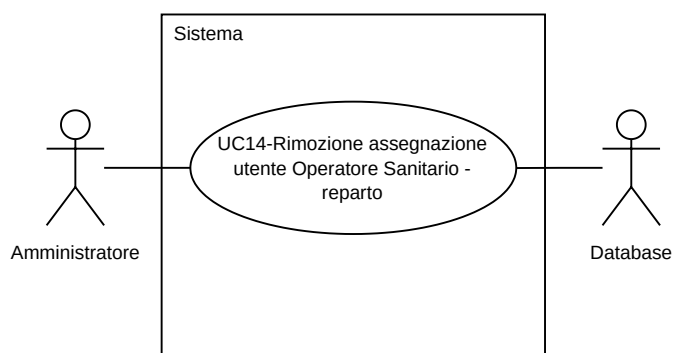 Sistema
UC14-Rimozione assegnazione
utente Operatore Sanitario -
reparto
Amministratore
Database